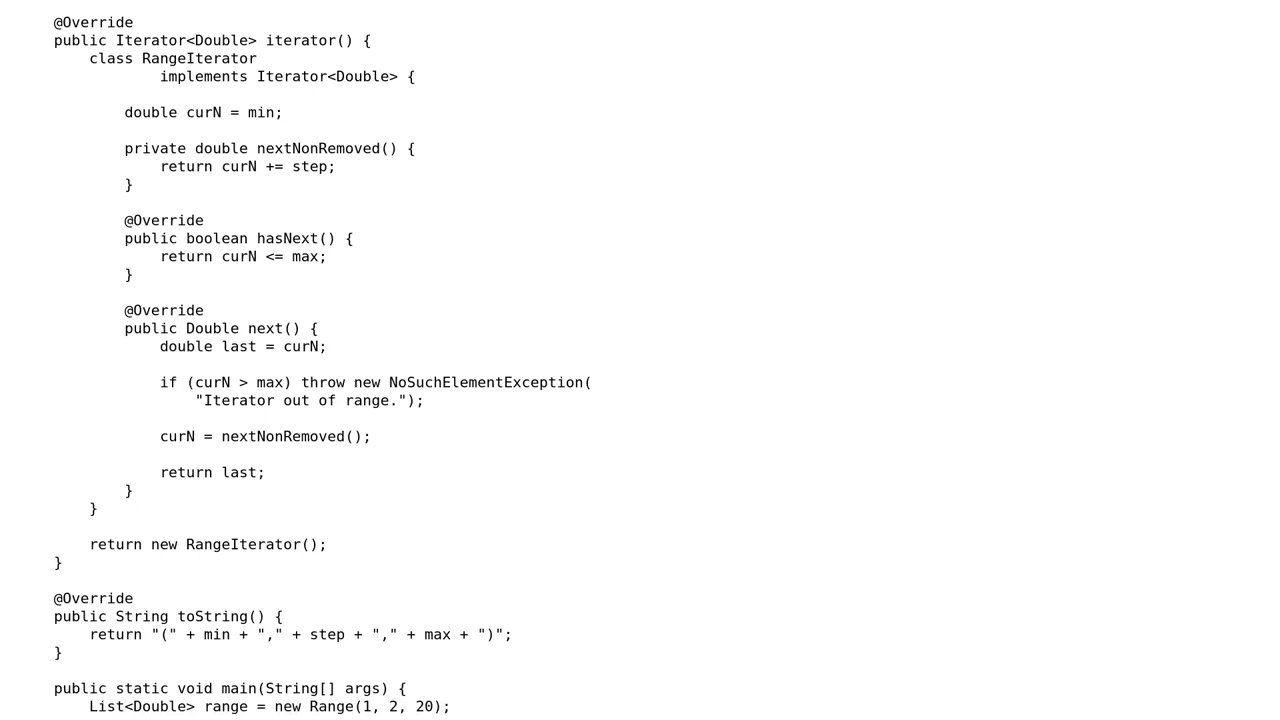 @Override
public Iterator<Double> iterator() {
class RangeIterator
implements Iterator<Double> {
double curN = min;
private double nextNonRemoved() {
return curN += step;
}
@Override
public boolean hasNext() {
return curN <= max;
}
@Override
public Double next() {
double last = curN;
if (curN > max) throw new NoSuchElementException(
"Iterator out of range.");
curN = nextNonRemoved();
return last;
}
}
return new RangeIterator();
}
@Override
public String toString() {
return "(" + min + "," + step + "," + max + ")";
}
public static void main(String[] args) {
List<Double> range = new Range(1, 2, 20);